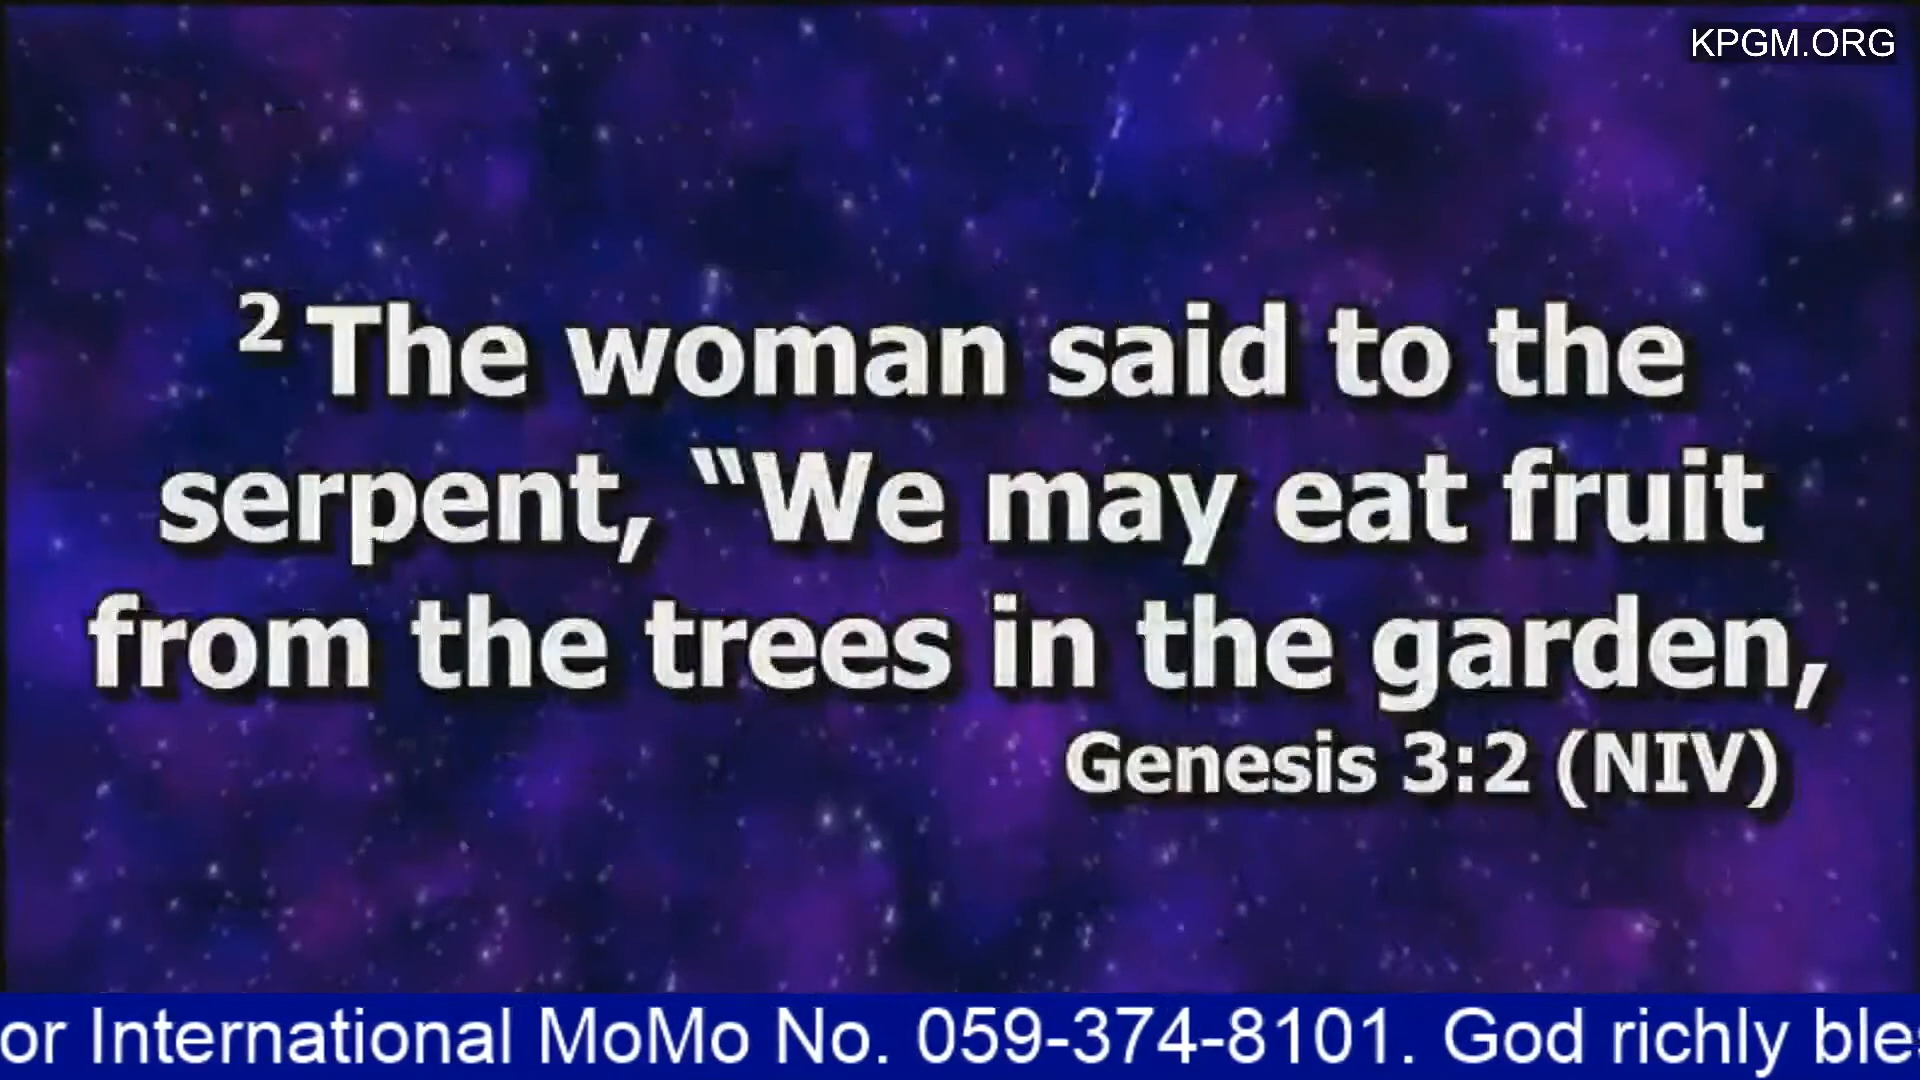 KPGM.ORG
2 The woman said to the
serpent, “We may eat fruit
from the trees in the garden,
Genesis 3:2 (NIV)
or International MoMo No. 059-374-8101. God richly